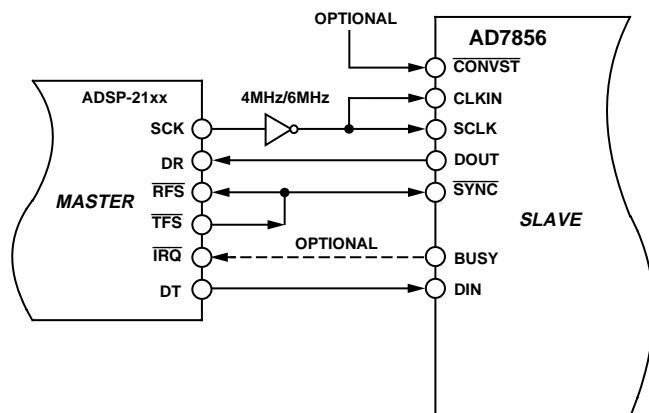 OPTIONAL
AD7856
CONVST
ADSP-21xx
4MHz/6MHz
CLKIN
SCK
SCLK
DR
DOUT
RFS
SYNC
MASTER
SLAVE
TFS
OPTIONAL
IRQ
BUSY
DT
DIN